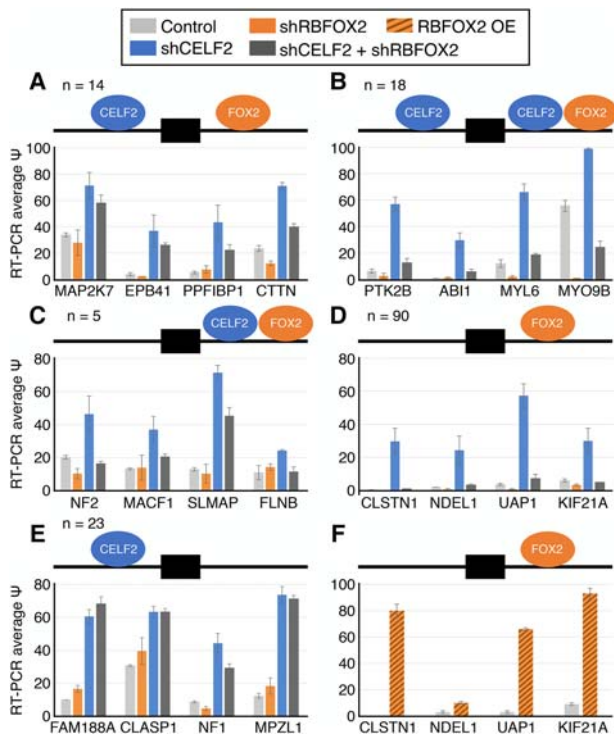 Control shRBFOX2 RBFOX2 OE
shCELF2 shCELF2 + shRBFOX2
A n = 14
CELF2 FOX2
RT-PCR average Ψ
100
80
60
40
20
0
MAP2K7 EPB41 PPFIBP1 CTTN
B n = 18
CELF2 CELF2 FOX2
100
80
60
40
20
0
PTK2B ABI1 MYL6 MYO9B
C n = 5
CELF2 FOX2
RT-PCR average Ψ
80
60
40
20
0
NF2 MACF1 SLMAP FLNB
D n = 90
FOX2
80
60
40
20
0
CLSTN1 NDEL1 UAP1 KIF21A
E n = 23
CELF2
RT-PCR average Ψ
80
60
40
20
0
FAM188A CLASP1 NF1 MPZL1
F
FOX2
100
80
60
40
20
0
CLSTN1 NDEL1 UAP1 KIF21A